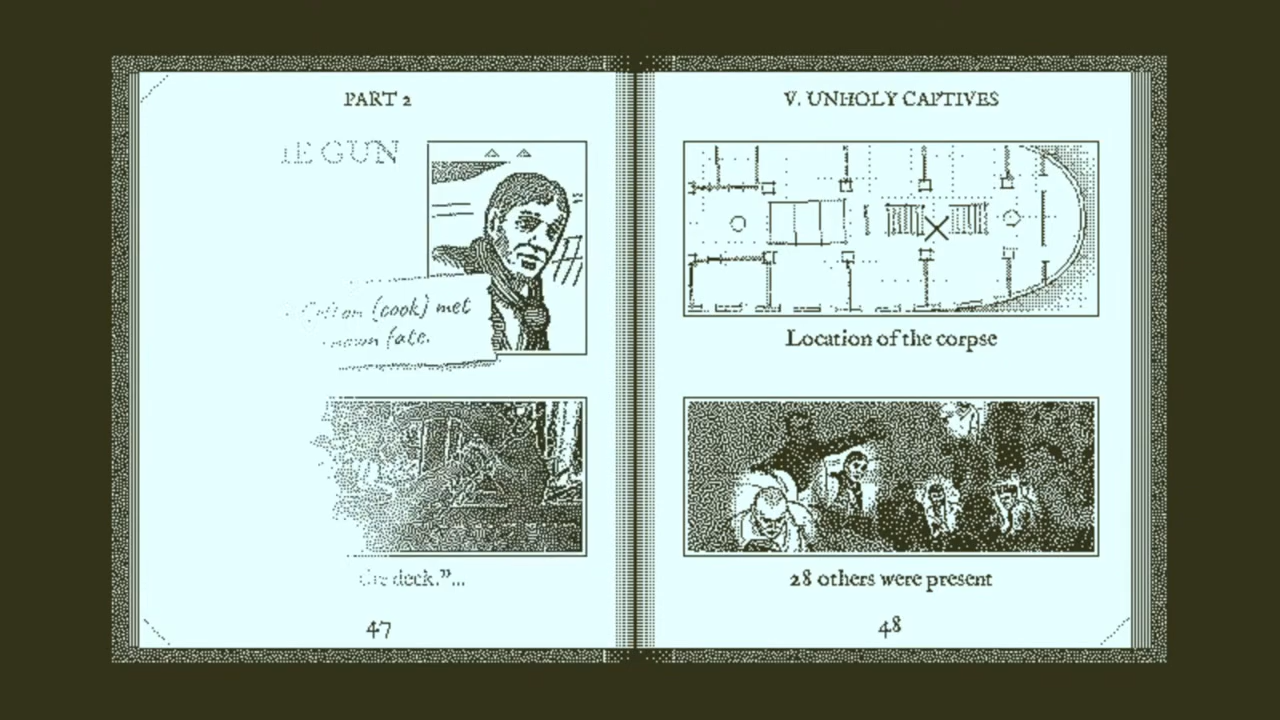 PART 2
GUN
(cook) met
fate.
deck."...
47
V. UNHOLY CAPTIVES
Location of the corpse
28 others were present
48